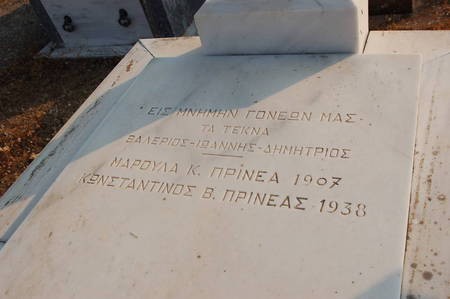 ΕΙΣ ΜΝΗΜΗΝ ΓΟΝΕΩΝ ΜΑΣ
ΤΑ ΤΕΚΝΑ
ΒΑΛΕΡΙΟΣ-ΙΩΑΝΝΗΣ-ΔΗΜΗΤΡΙΟΣ
ΜΑΡΟΥΛΑ Κ. ΠΡΙΝΕΑ 1907
ΚΩΝΣΤΑΝΤΙΝΟΣ Β. ΠΡΙΝΕΑΣ 1938